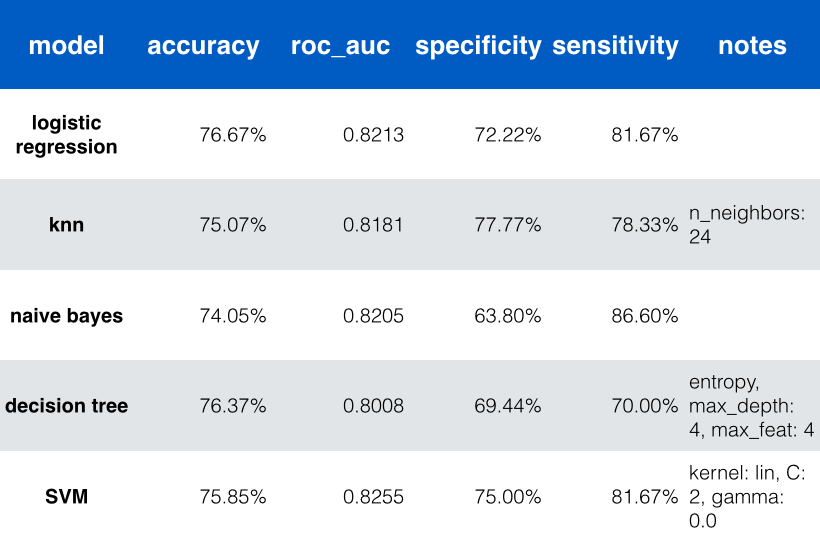 model accuracy roc_auc specificity sensitivity notes
logistic
regression 76.67% 0.8213 72.22% 81.67%
knn 75.07% 0.8181 77.77% 78.33% n_neighbors:
24
naive bayes 74.05% 0.8205 63.80% 86.60%
decision tree 76.37% 0.8008 69.44% 70.00% entropy,
max_depth:
4, max_feat: 4
SVM 75.85% 0.8255 75.00% 81.67% kernel: lin, C:
2, gamma:
0.0